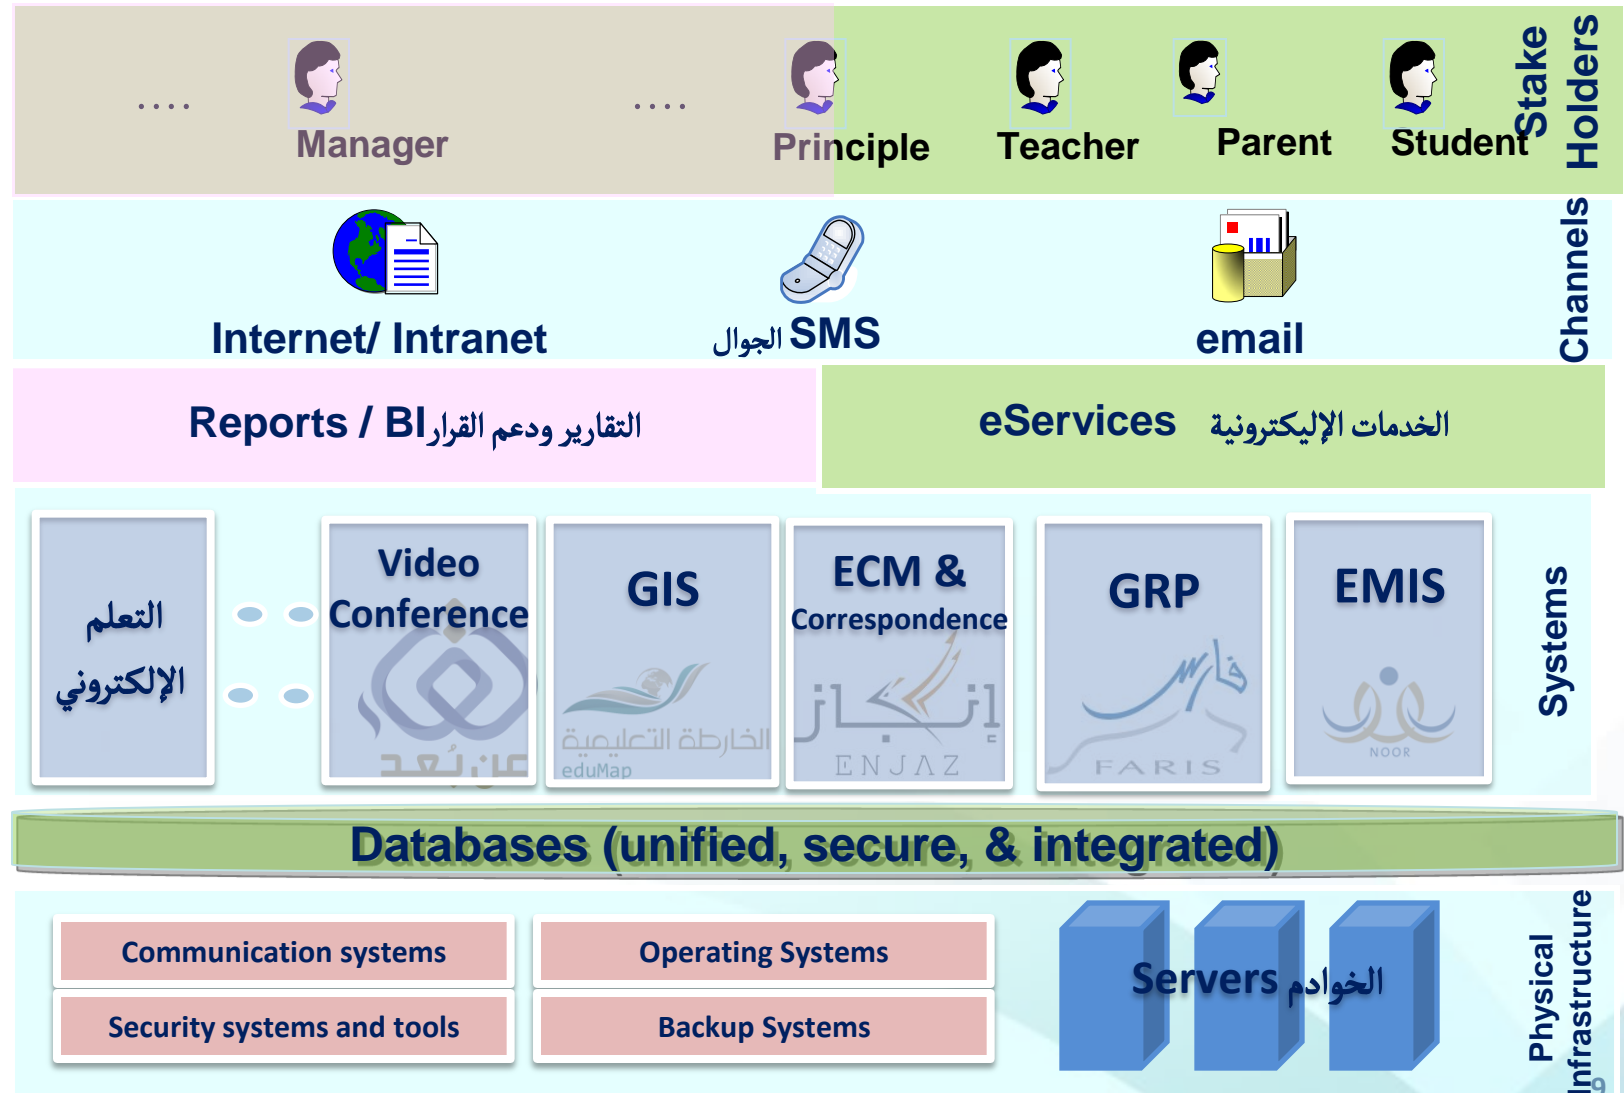 Stake
Holders
....
Manager
....
Principle
Teacher
Parent
Student
Channels
Internet/ Intranet
SMS الجوال
email
Reports / BI التقارير ودعم القرار
eServices الخدمات الإليكترونية
Systems
التعلم
الإلكتروني
Video
Conference
عن بُعد
GIS
الخارطة التعليمية
eduMap
ECM &
Correspondence
إنجاز
ENJAZ
GRP
فارس
FARIS
EMIS
NOOR
Databases (unified, secure, & integrated)
Physical
Infrastructure
Communication systems
Operating Systems
Security systems and tools
Backup Systems
Servers الخوادم
9